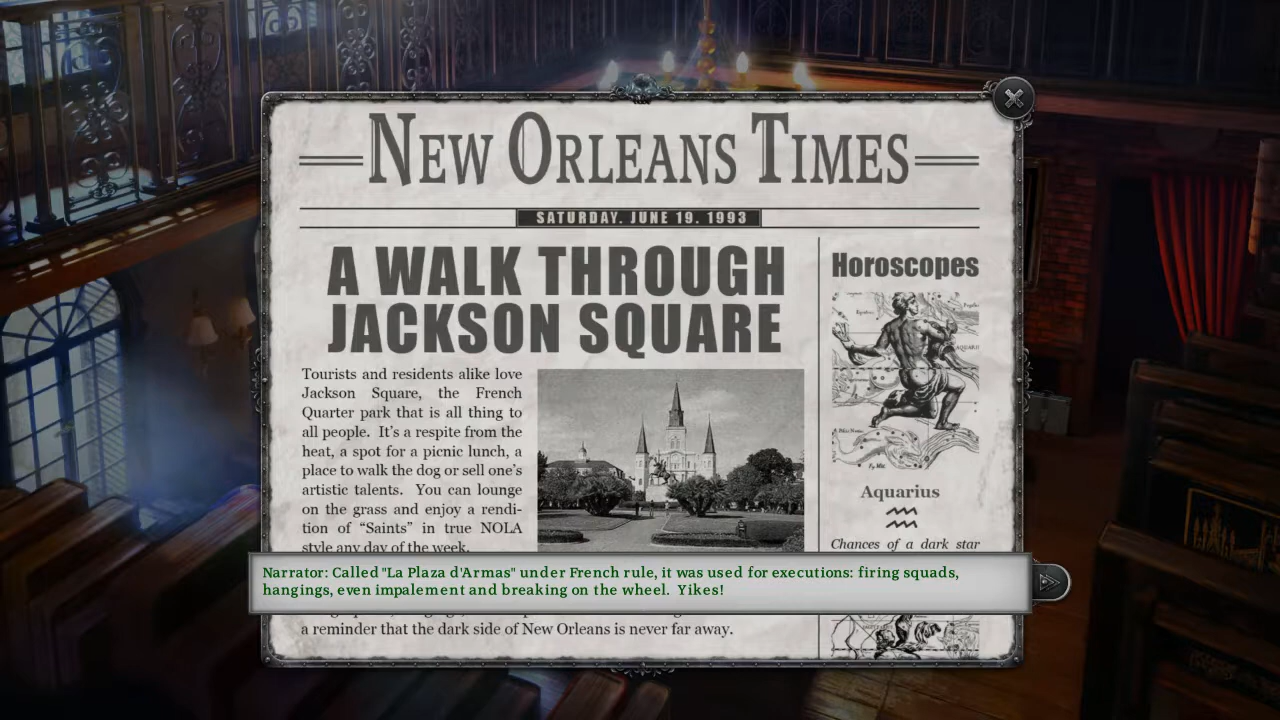 NEW ORLEANS TIMES
SATURDAY. JUNE 19. 1993
A WALK THROUGH
JACKSON SQUARE
Tourists and residents alike love
Jackson Square, the French
Quarter park that is all thing to
all people. It's a respite from the
heat, a spot for a picnic lunch, a
place to walk the dog or sell one's
artistic talents. You can lounge
on the grass and enjoy a rendi-
tion of “Saints” in true NOLA
style any day of the week.
a reminder that the dark side of New Orleans is never far away.
Horoscopes
AQUARII
Aquarius
Chances of a dark star
Narrator: Called "La Plaza d'Armas" under French rule, it was used for executions: firing squads,
hangings, even impalement and breaking on the wheel. Yikes!